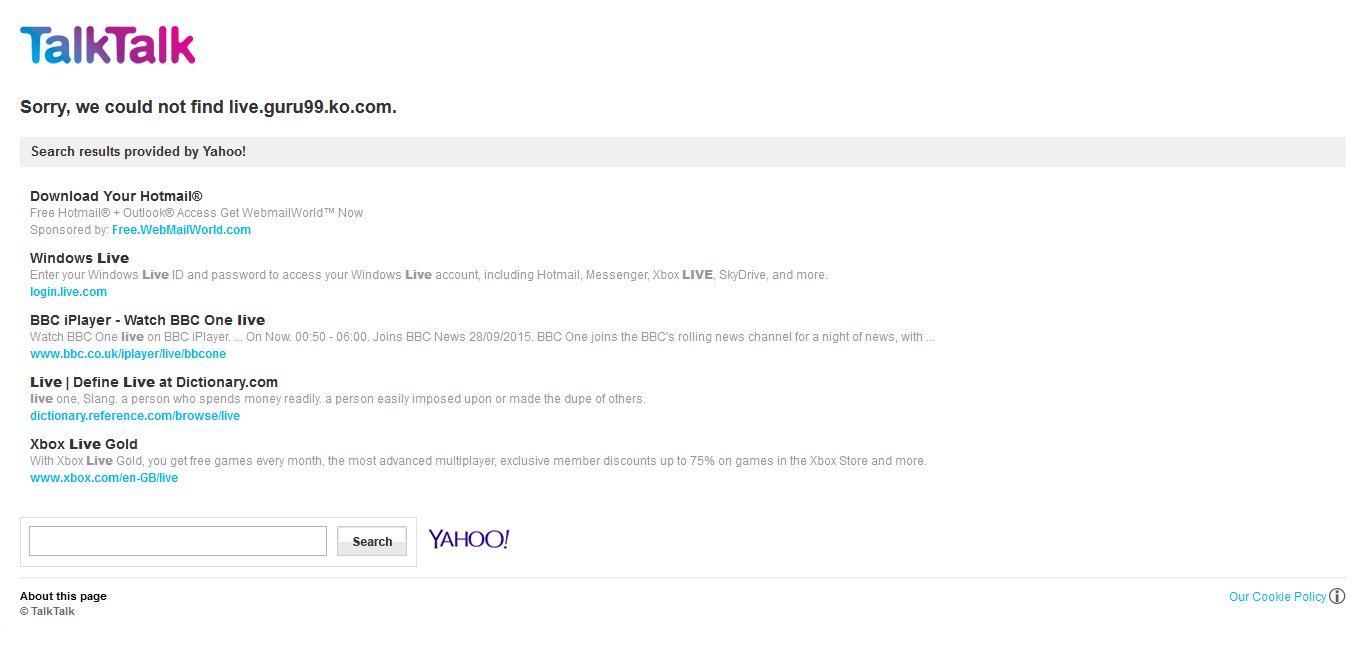 TalkTalk
Sorry, we could not find live.guru99.ko.com.
Search results provided by Yahoo!
Download Your Hotmail®
Free Hotmail® + Outlook® Access Get WebmailWorld™ Now
Sponsored by: Free.WebMailWorld.com
Windows Live
Enter your Windows Live ID and password to access your Windows Live account, including Hotmail, Messenger, Xbox LIVE, SkyDrive, and more.
login.live.com
BBC iPlayer - Watch BBC One live
Watch BBC One live on BBC iPlayer. ... On Now. 00:50 - 06:00. Joins BBC News 28/09/2015. BBC One joins the BBC's rolling news channel for a night of news, with ...
www.bbc.co.uk/iplayer/live/bbcone
Live | Define Live at Dictionary.com
live one, Slang. a person who spends money readily. a person easily imposed upon or made the dupe of others.
dictionary.reference.com/browse/live
Xbox Live Gold
With Xbox Live Gold, you get free games every month, the most advanced multiplayer, exclusive member discounts up to 75% on games in the Xbox Store and more.
www.xbox.com/en-GB/live
Search YAHOO!
About this page Our Cookie Policy
© TalkTalk